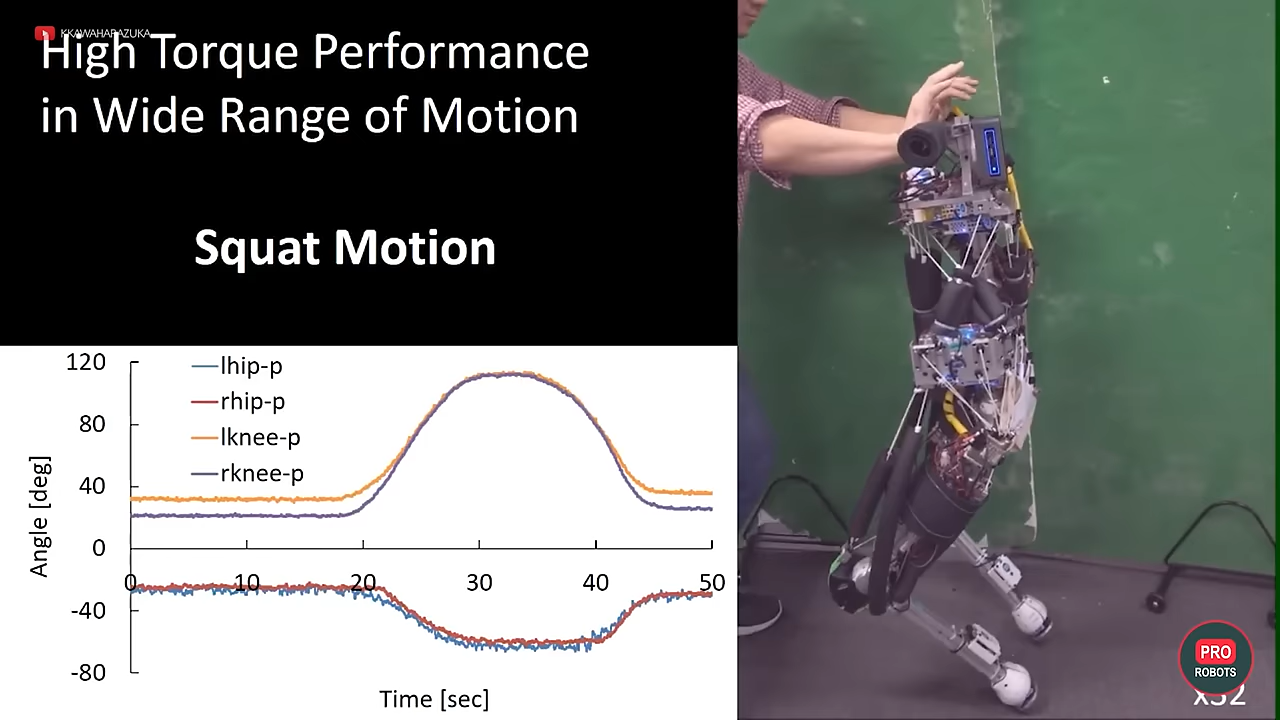 KKAWAHARAZUKA
High Torque Performance
in Wide Range of Motion
Squat Motion
120
80
40
0
-40
-80
Angle [deg]
lhip-p
rhip-p
lknee-p
rknee-p
0 10 20 30 40 50
Time [sec]
PRO
ROBOTS
x32